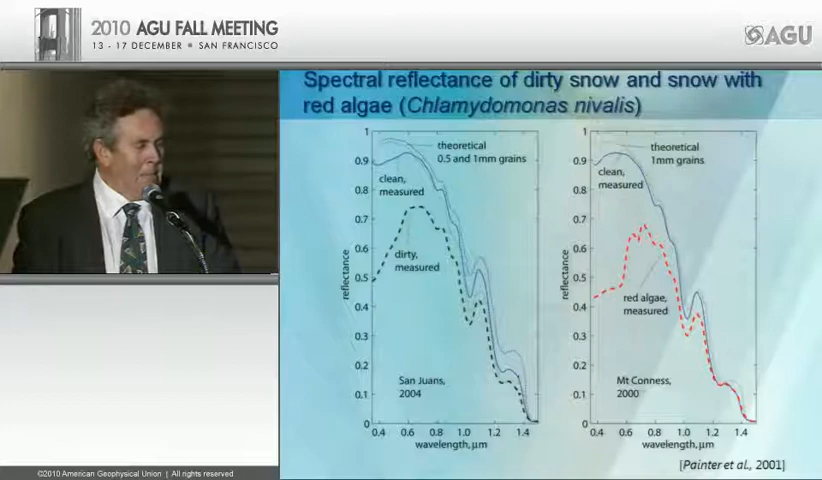 2010 AGU FALL MEETING
13 - 17 DECEMBER • SAN FRANCISCO
AGU
Spectral reflectance of dirty snow and snow with
red algae (Chlamydomonas nivalis)
1
0.9
0.8
0.7
0.6
0.5
0.4
0.3
0.2
0.1
0
reflectance
theoretical
0.5 and 1mm grains
clean,
measured
dirty,
measured
San Juans,
2004
0.4 0.6 0.8 1.0 1.2 1.4
wavelength,µm
1
0.9
0.8
0.7
0.6
0.5
0.4
0.3
0.2
0.1
0
reflectance
theoretical
1mm grains
clean,
measured
red algae,
measured
Mt Conness,
2000
0.4 0.6 0.8 1.0 1.2 1.4
wavelength,µm
[Painter et al., 2001]
©2010 American Geophysical Union | All rights reserved